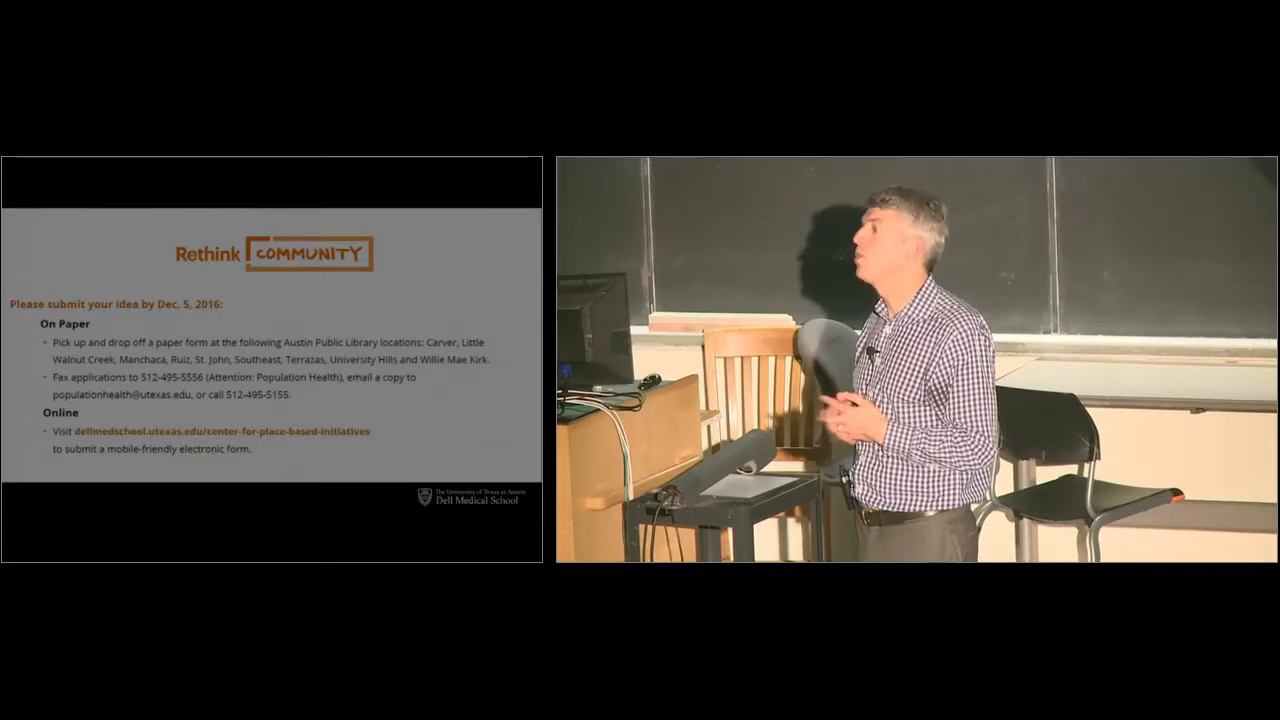 Rethink COMMUNITY
Please submit your idea by Dec. 5, 2016:
On Paper
- Pick up and drop off a paper form at the following Austin Public Library locations: Carver, Little
Walnut Creek, Manchaca, Ruiz, St. John, Southeast, Terrazas, University Hills and Willie Mae Kirk.
- Fax applications to 512-495-5556 (Attention: Population Health), email a copy to
populationhealth@utexas.edu, or call 512-495-5155.
Online
- Visit dellmedschool.utexas.edu/center-for-place-based-initiatives
to submit a mobile-friendly electronic form.
The University of Texas at Austin
Dell Medical School